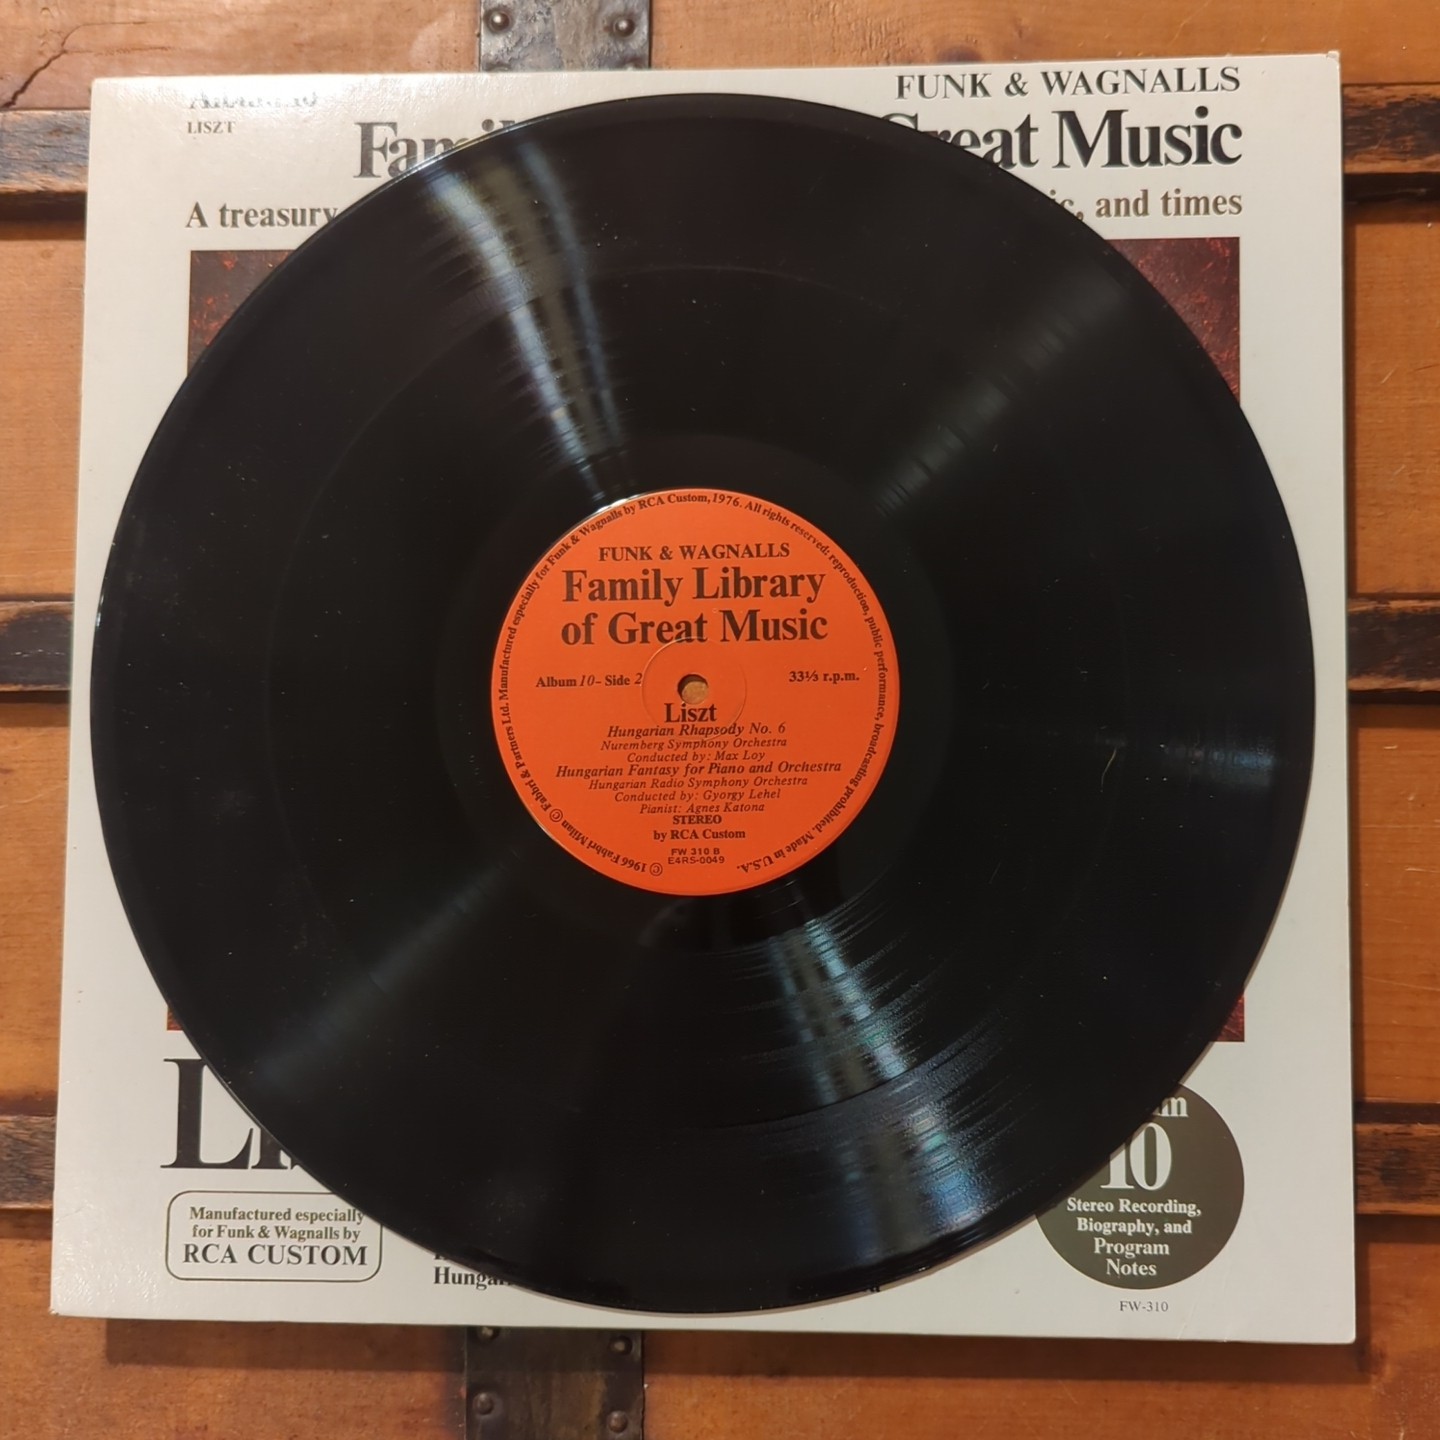 LISZT
FUNK & WAGNALLS
Great Music
A treasury
and times
FUNK & WAGNALLS
Family Library
of Great Music
Album 10 - Side 2
33⅓ r.p.m.
Liszt
Hungarian Rhapsody No. 6
Nuremberg Symphony Orchestra
Conducted by: Max Loy
Hungarian Fantasy for Piano and Orchestra
Hungarian Radio Symphony Orchestra
Conducted by: Gyorgy Lehel
Pianist: Agnes Katona
STEREO
by RCA Custom
FW 310 B
E4RS-0049
© 1966 Fabbri Milan © Fabbri & Partners Ltd. Manufactured especially for Funk & Wagnalls by RCA Custom, 1976. All rights reserved: reproduction, public performance, broadcasting prohibited. Made in U.S.A.
Manufactured especially
for Funk & Wagnalls by
RCA CUSTOM
10
Stereo Recording,
Biography, and
Program
Notes
FW-310